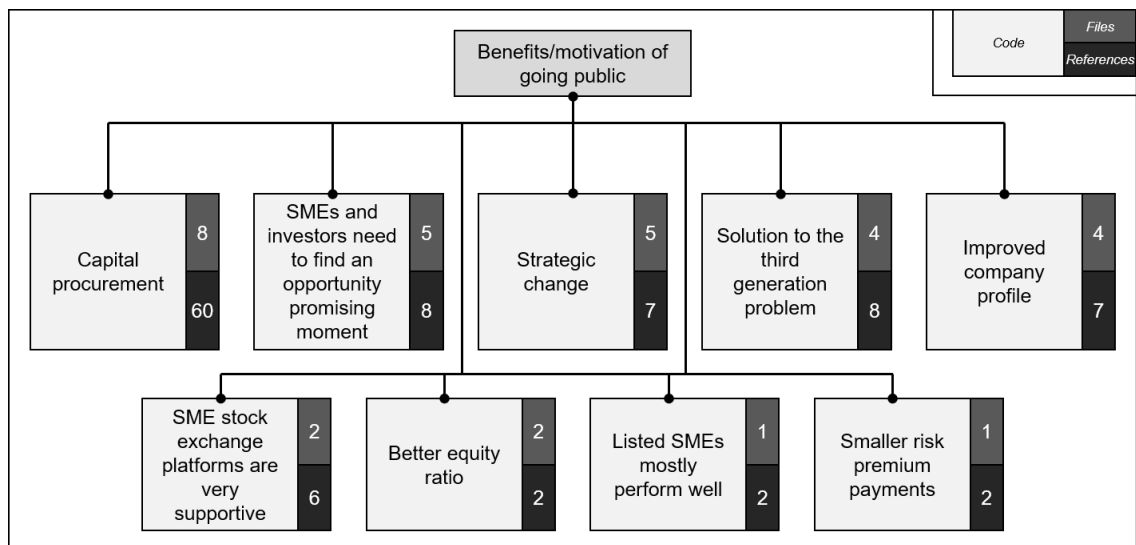 Benefits/motivation of
going public
Code
Files
References
Capital
procurement
8
60
SMEs and
investors need
to find an
opportunity
promising
moment
5
8
Strategic
change
5
7
Solution to the
third
generation
problem
4
8
Improved
company
profile
4
7
SME stock
exchange
platforms are
very
supportive
2
6
Better equity
ratio
2
2
Listed SMEs
mostly
perform well
1
2
Smaller risk
premium
payments
1
2